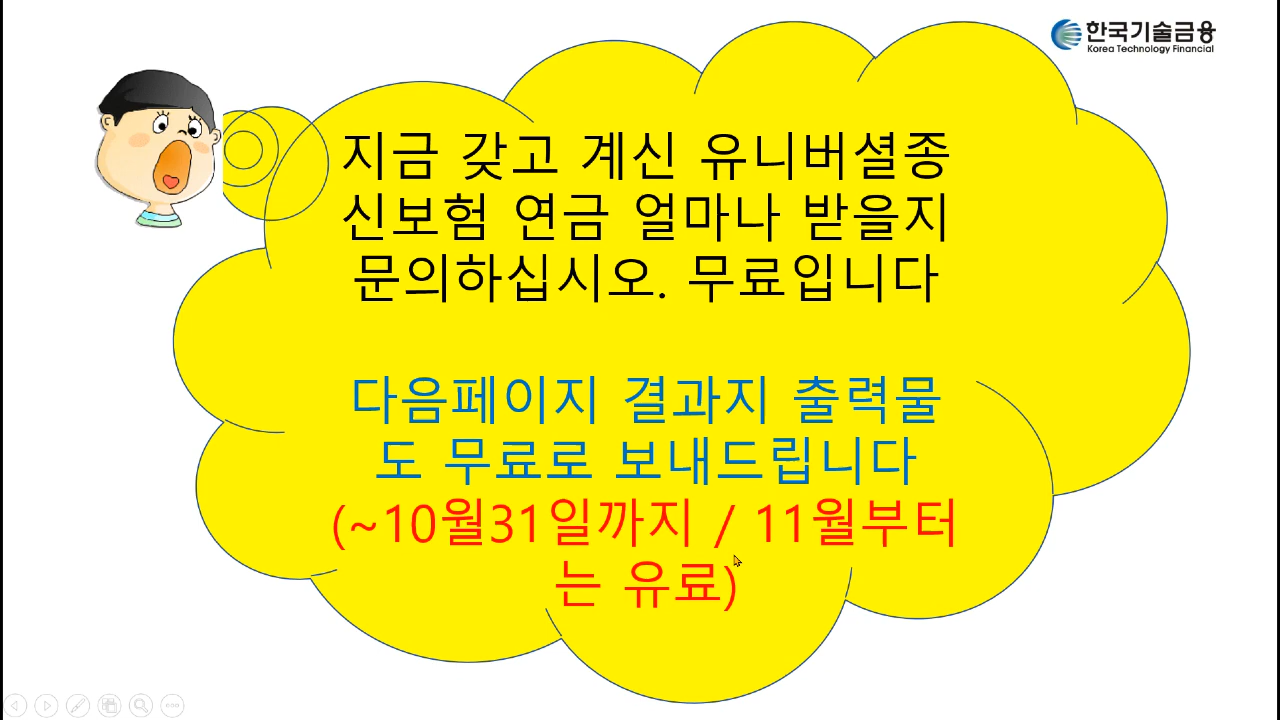 한국기술금융
Korea Technology Financial
지금 갖고 계신 유니버셜종
신보험 연금 얼마나 받을지
문의하십시오. 무료입니다
다음페이지 결과지 출력물
도 무료로 보내드립니다
(~10월31일까지 / 11월부터
는 유료)